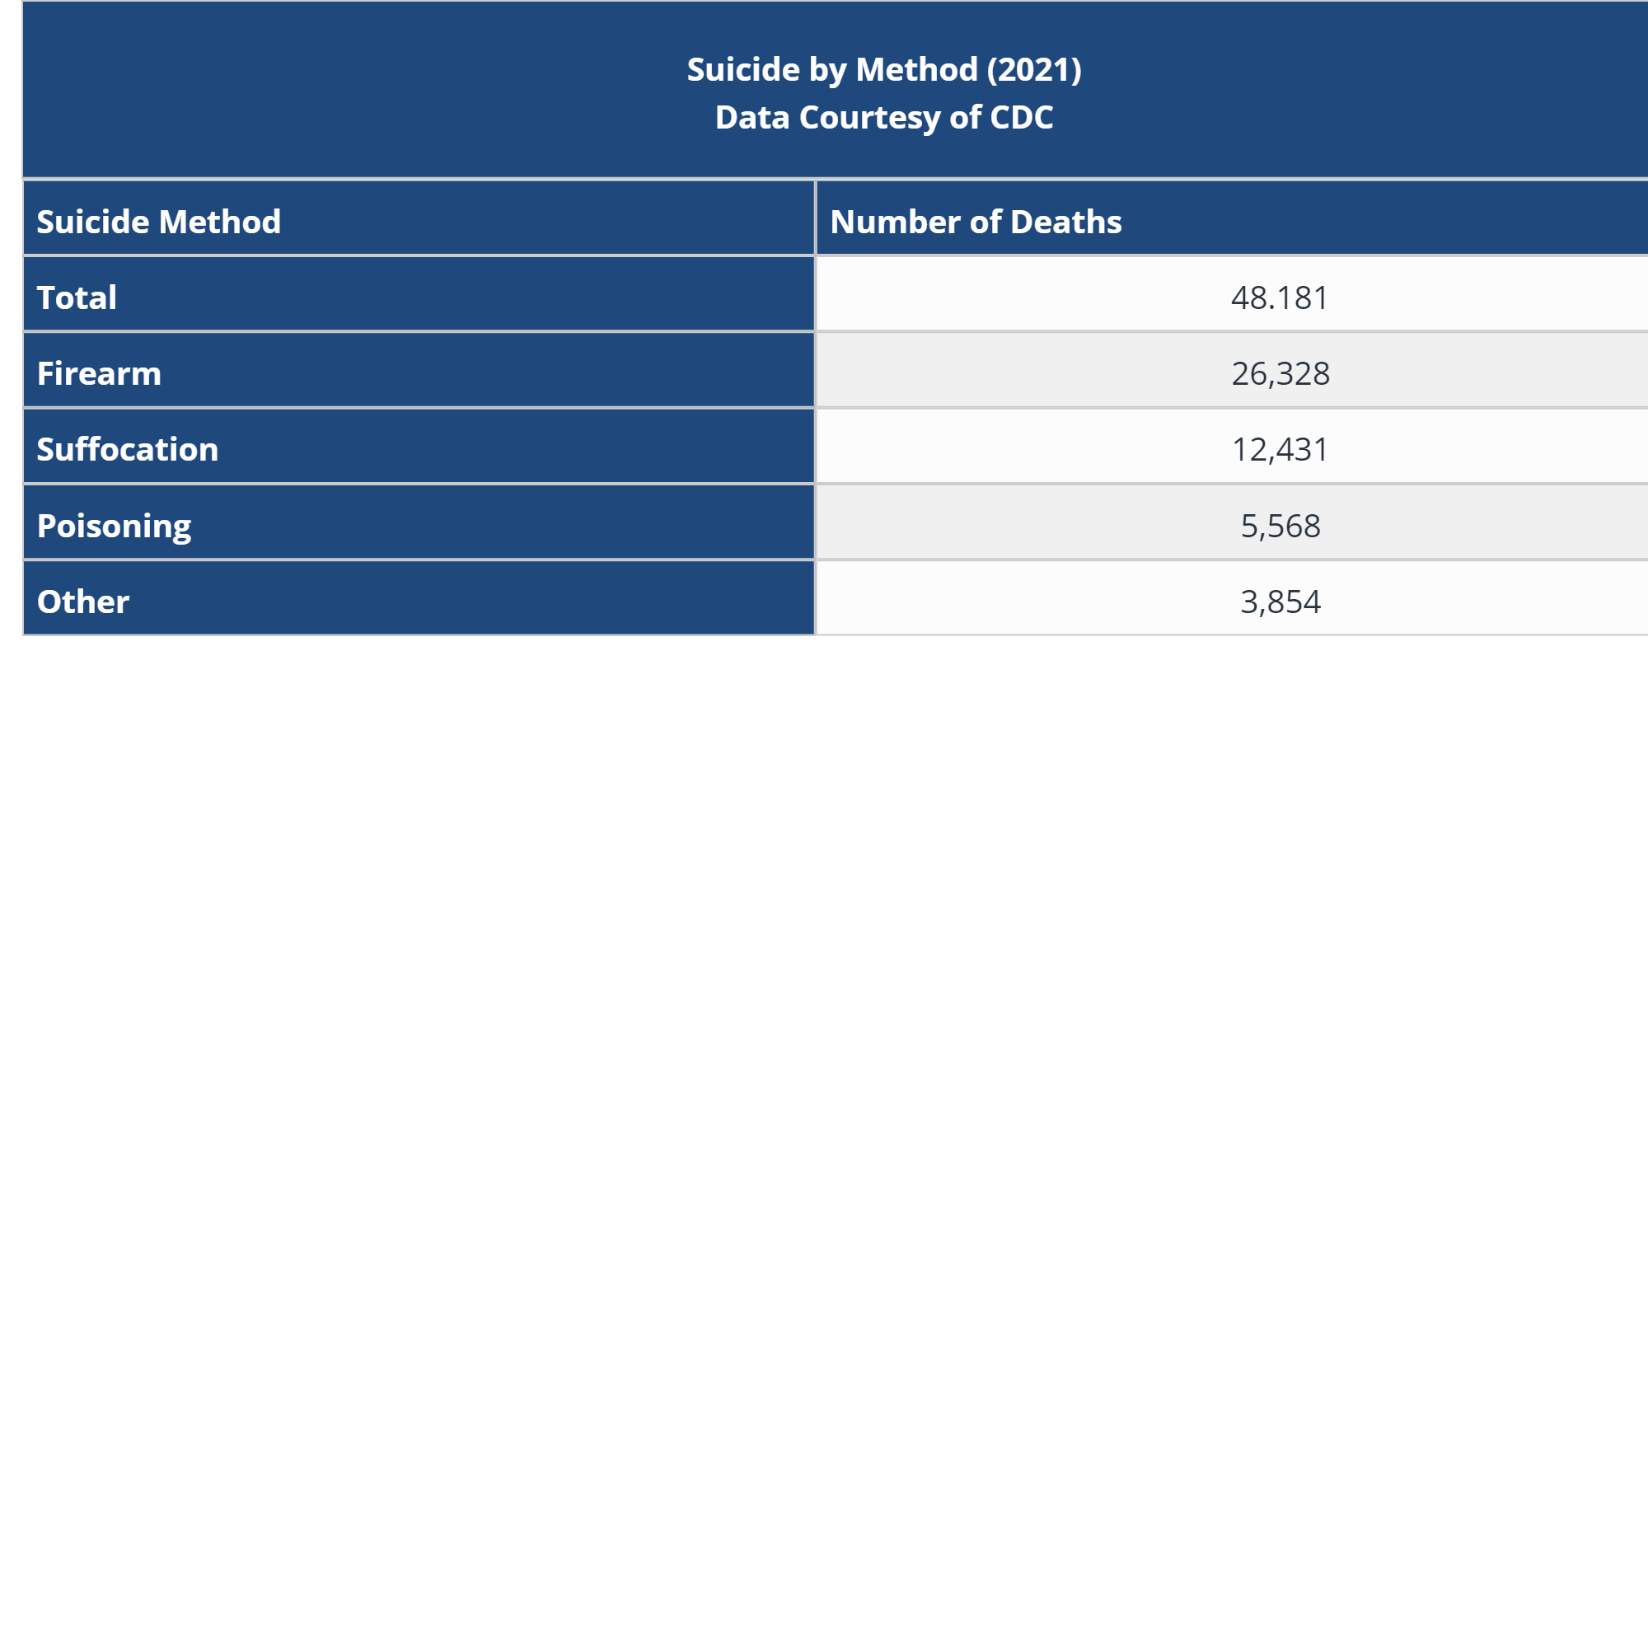 Suicide by Method (2021)
Data Courtesy of CDC
Suicide Method Number of Deaths
Total 48.181
Firearm 26,328
Suffocation 12,431
Poisoning 5,568
Other 3,854